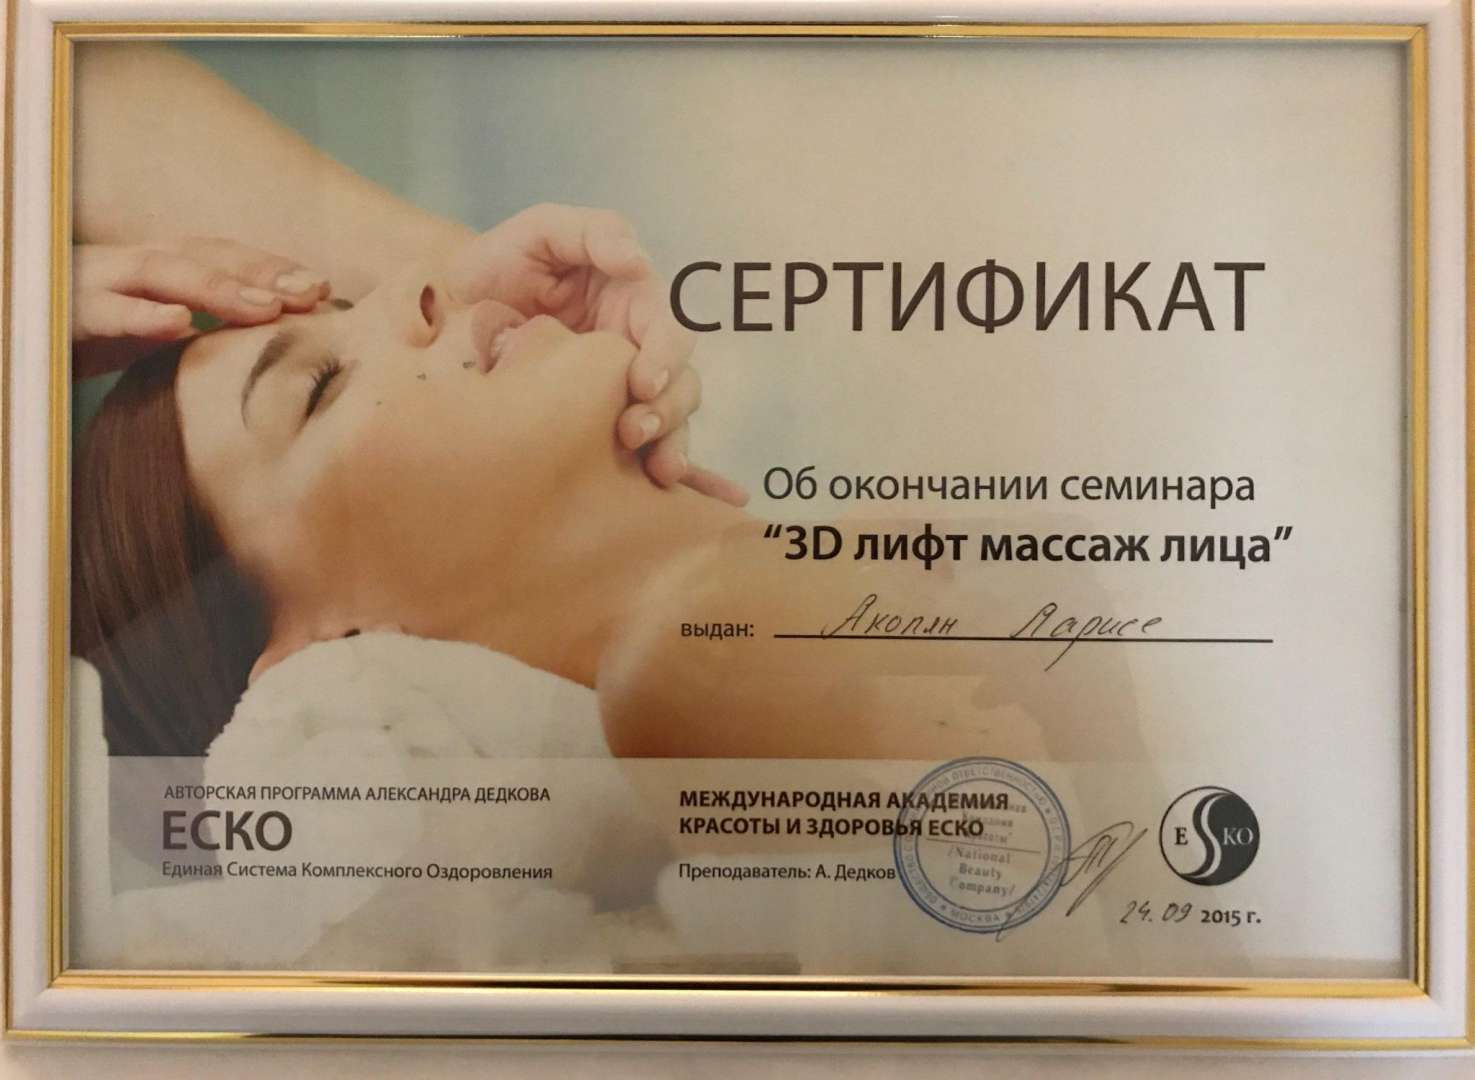 СЕРТИФИКАТ
Об окончании семинара
“3D лифт массаж лица”
выдан: Акопян Ларисе
АВТОРСКАЯ ПРОГРАММА АЛЕКСАНДРА ДЕДКОВА
ЕСКО
Единая Система Комплексного Оздоровления
МЕЖДУНАРОДНАЯ АКАДЕМИЯ
КРАСОТЫ И ЗДОРОВЬЯ ЕСКО
Преподаватель: А. Дедков
/National
Beauty
Company/
МОСКВА
E S KO
24.09 2015 г.